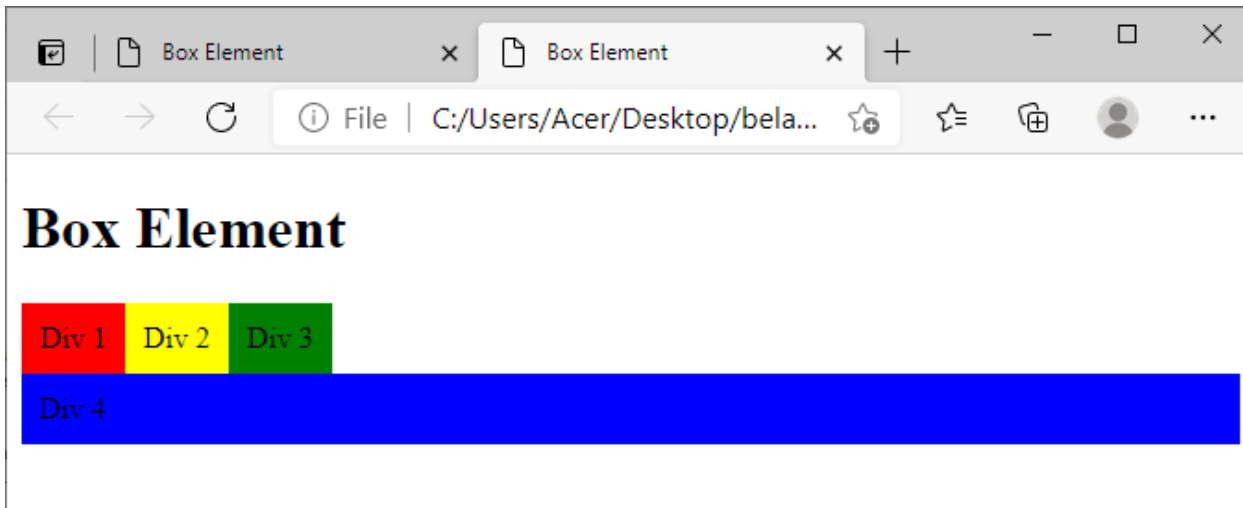 Box Element Box Element
File C:/Users/Acer/Desktop/bela...
Box Element
Div 1 Div 2 Div 3
Div 4